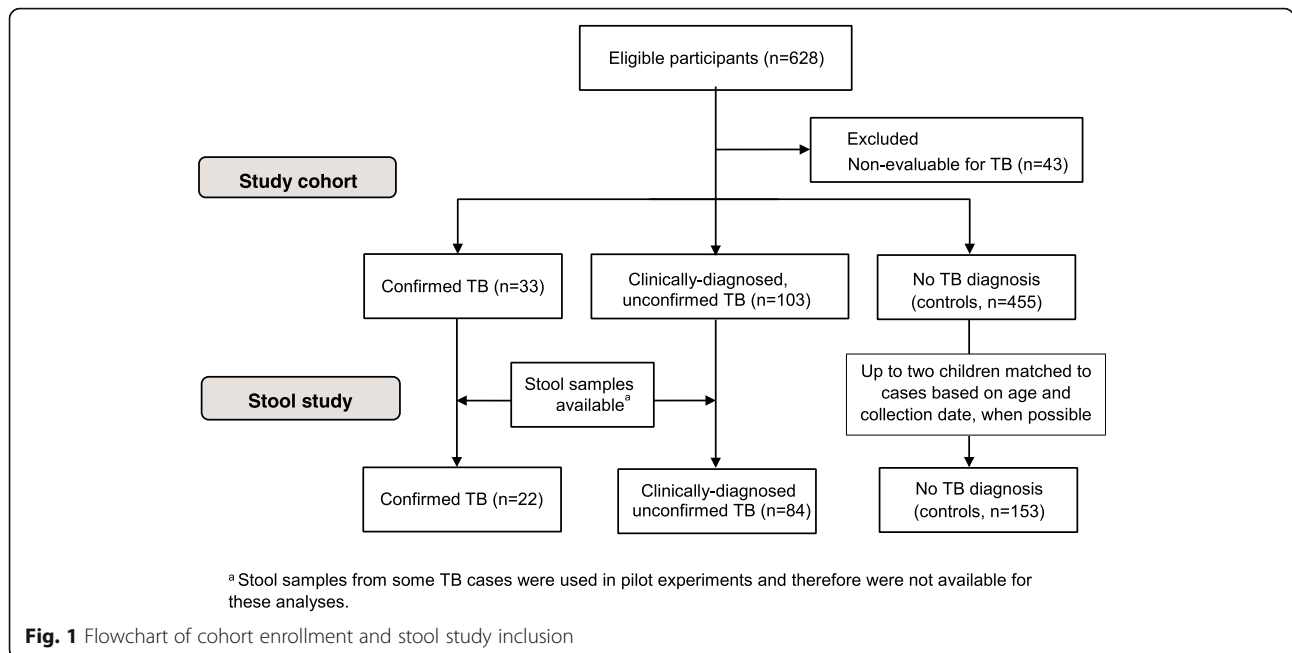 Eligible participants (n=628)
Excluded
Non-evaluable for TB (n=43)
Study cohort
Confirmed TB (n=33)
Clinically-diagnosed,
unconfirmed TB (n=103)
No TB diagnosis
(controls, n=455)
Stool study
Stool samples
available^a
Up to two children matched to
cases based on age and
collection date, when possible
Confirmed TB (n=22)
Clinically-diagnosed
unconfirmed TB (n=84)
No TB diagnosis
(controls, n=153)
^a Stool samples from some TB cases were used in pilot experiments and therefore were not available for
these analyses.
Fig. 1 Flowchart of cohort enrollment and stool study inclusion